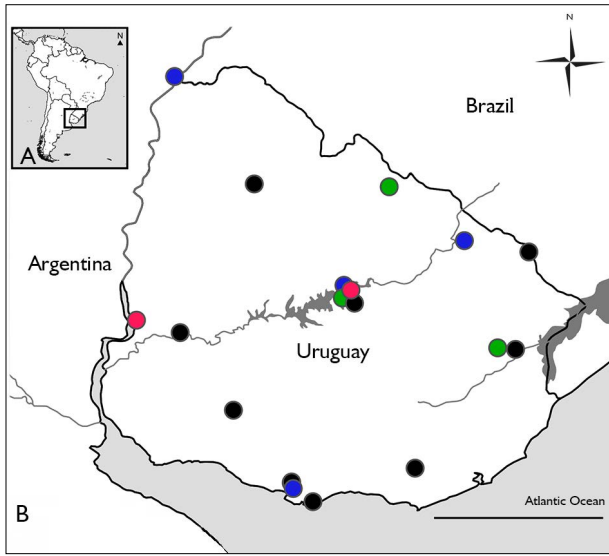 N
N
Brazil
A
Argentina
Uruguay
Atlantic Ocean
B